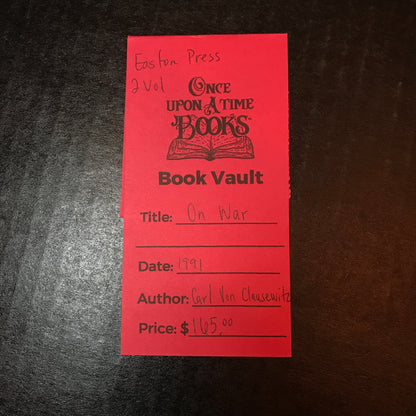 Easton Press
2 Vol
ONCE
UPON A TIME
BOOKS
Book Vault
Title: On War
Date: 1991
Author: Carl Von Clausewitz
Price: $165.00